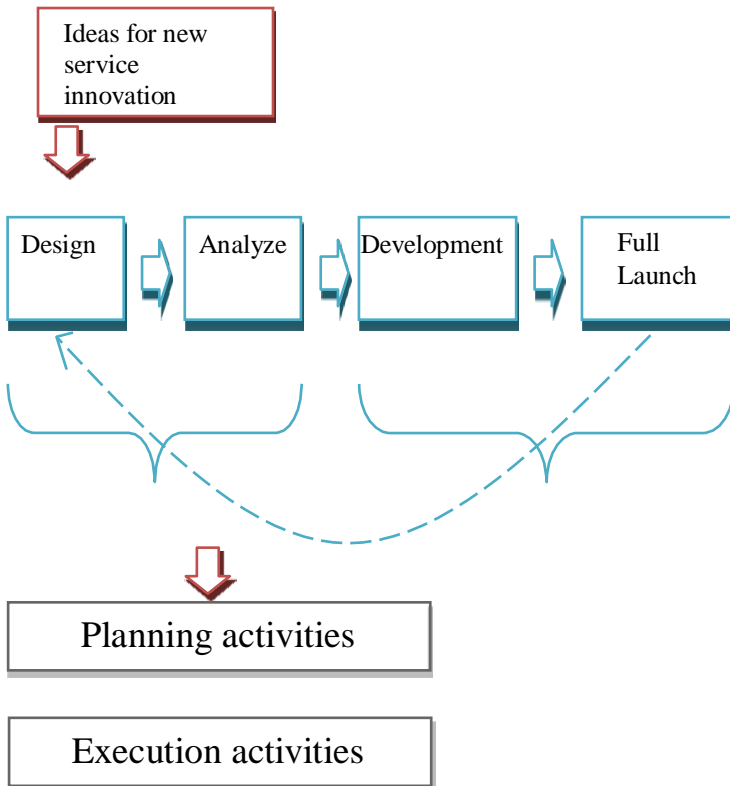 Ideas for new
service
innovation
Design
Analyze
Development
Full
Launch
Planning activities
Execution activities